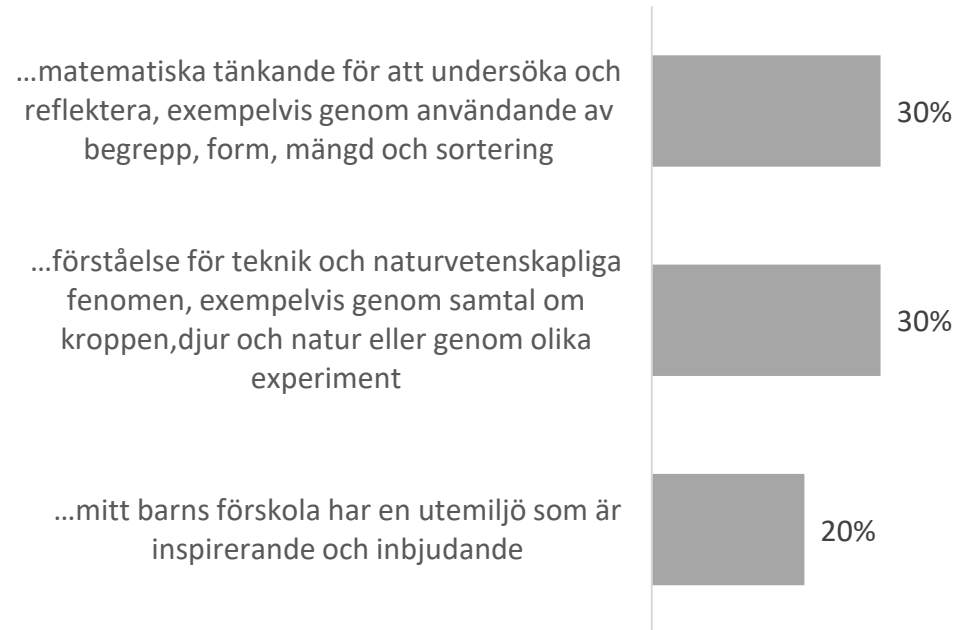 ...matematiska tänkande för att undersöka och
reflektera, exempelvis genom användande av
begrepp, form, mängd och sortering
30%
...förståelse för teknik och naturvetenskapliga
fenomen, exempelvis genom samtal om
kroppen,djur och natur eller genom olika
experiment
30%
...mitt barns förskola har en utemiljö som är
inspirerande och inbjudande
20%